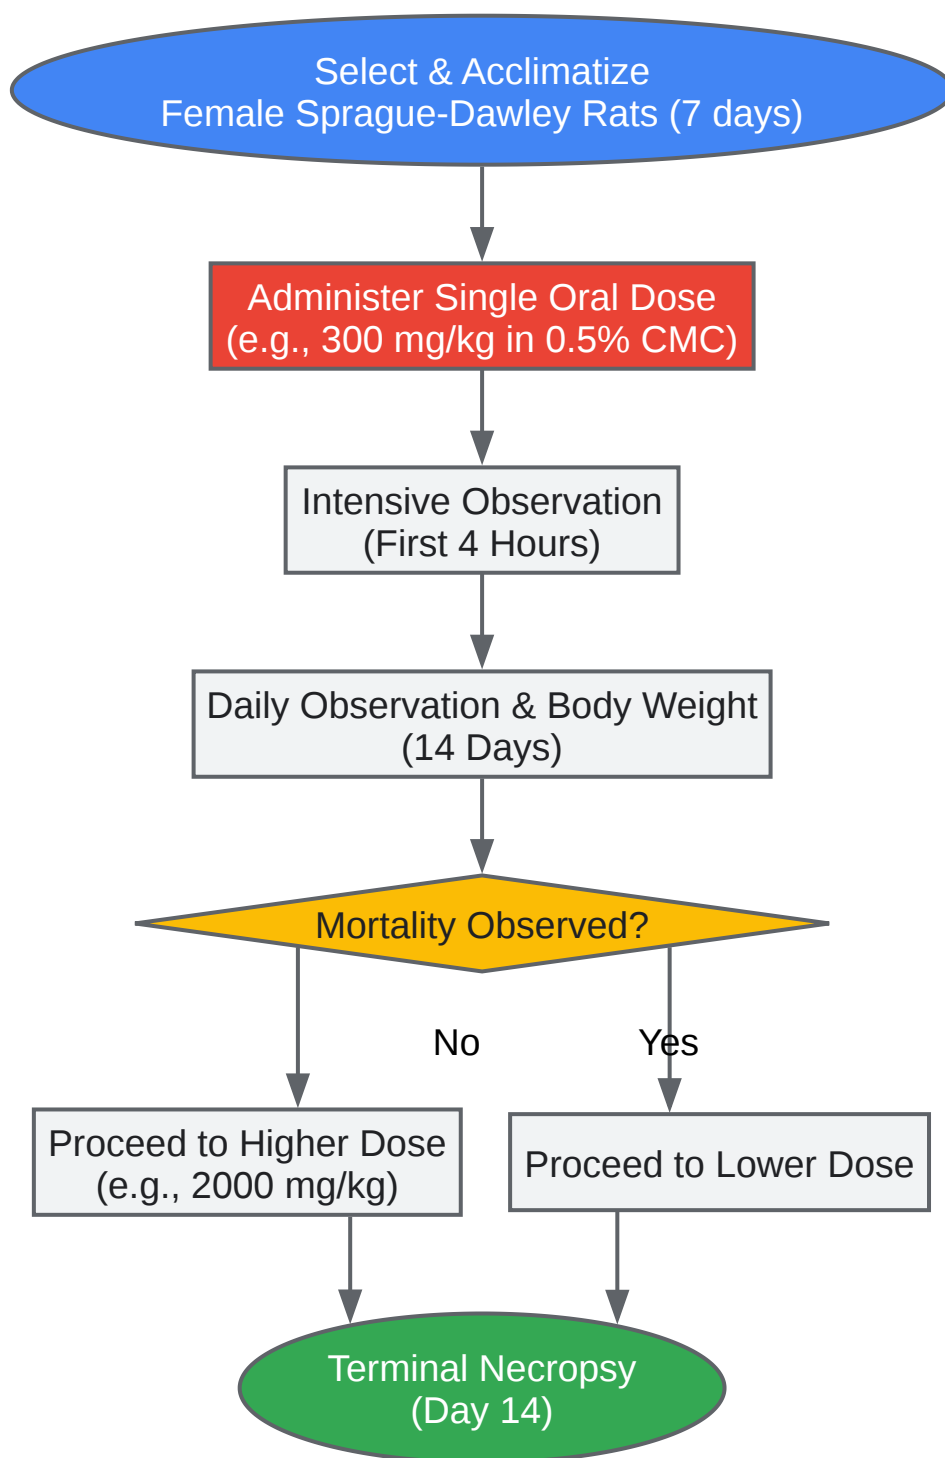 Select & Acclimatize
Female Sprague-Dawley Rats (7 days)
Administer Single Oral Dose
(e.g., 300 mg/kg in 0.5% CMC)
Intensive Observation
(First 4 Hours)
Daily Observation & Body Weight
(14 Days)
Mortality Observed?
No
Yes
Proceed to Higher Dose
(e.g., 2000 mg/kg)
Proceed to Lower Dose
Terminal Necropsy
(Day 14)